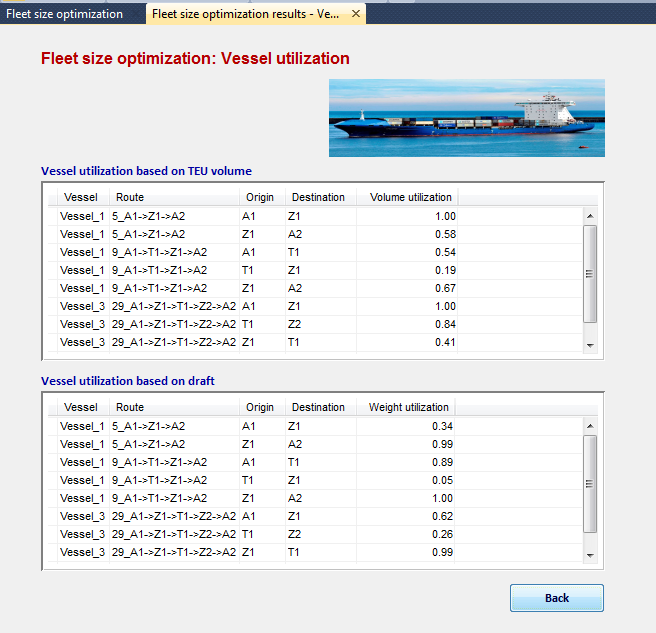 Fleet size optimization
Fleet size optimization results - Ve... ×
Fleet size optimization: Vessel utilization
Vessel utilization based on TEU volume
Vessel Route Origin Destination Volume utilization
Vessel_1 5_A1->Z1->A2 A1 Z1 1.00
Vessel_1 5_A1->Z1->A2 Z1 A2 0.58
Vessel_1 9_A1->T1->Z1->A2 A1 T1 0.54
Vessel_1 9_A1->T1->Z1->A2 T1 Z1 0.19
Vessel_1 9_A1->T1->Z1->A2 Z1 A2 0.67
Vessel_3 29_A1->Z1->T1->Z2->A2 A1 Z1 1.00
Vessel_3 29_A1->Z1->T1->Z2->A2 T1 Z2 0.84
Vessel_3 29_A1->Z1->T1->Z2->A2 Z1 T1 0.41
Vessel utilization based on draft
Vessel Route Origin Destination Weight utilization
Vessel_1 5_A1->Z1->A2 A1 Z1 0.34
Vessel_1 5_A1->Z1->A2 Z1 A2 0.99
Vessel_1 9_A1->T1->Z1->A2 A1 T1 0.89
Vessel_1 9_A1->T1->Z1->A2 T1 Z1 0.05
Vessel_1 9_A1->T1->Z1->A2 Z1 A2 1.00
Vessel_3 29_A1->Z1->T1->Z2->A2 A1 Z1 0.62
Vessel_3 29_A1->Z1->T1->Z2->A2 T1 Z2 0.26
Vessel_3 29_A1->Z1->T1->Z2->A2 Z1 T1 0.99
Back